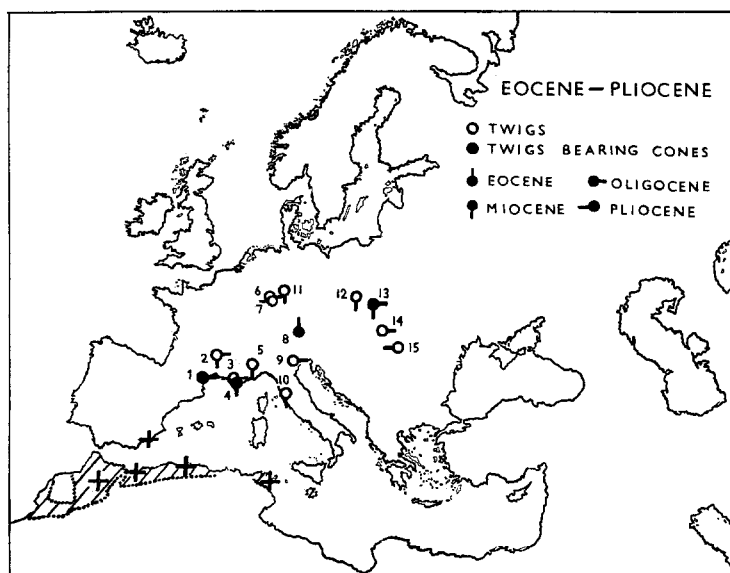 EOCENE – PLIOCENE
TWIGS
TWIGS BEARING CONES
EOCENE OLIGOCENE
MIOCENE PLIOCENE
6 11
7
12 13
8 14
15
2 5 9
1 3
4 10